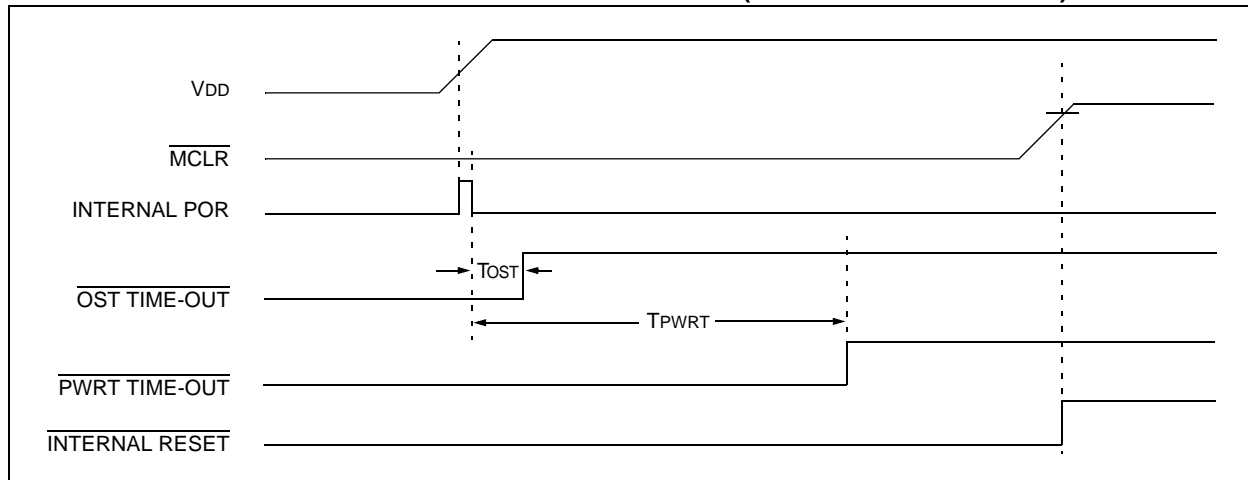 VDD
MCLR
INTERNAL POR
TOST
OST TIME-OUT
TPWRT
PWRT TIME-OUT
INTERNAL RESET